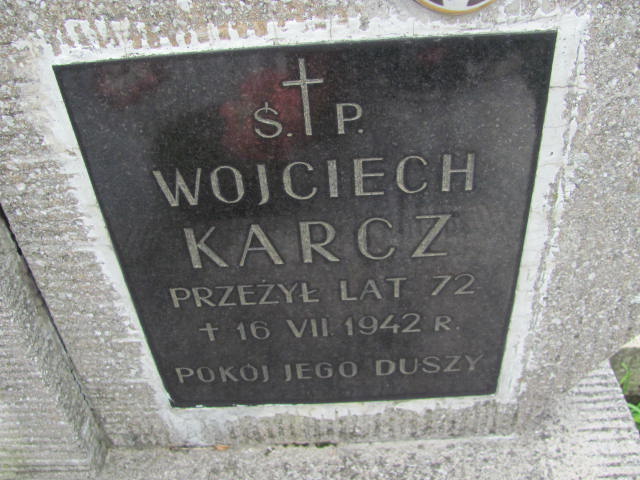 Ś. P.
WOJCIECH
KARCZ
PRZEŻYŁ LAT 72
† 16 VII. 1942 R.
POKÓJ JEGO DUSZY